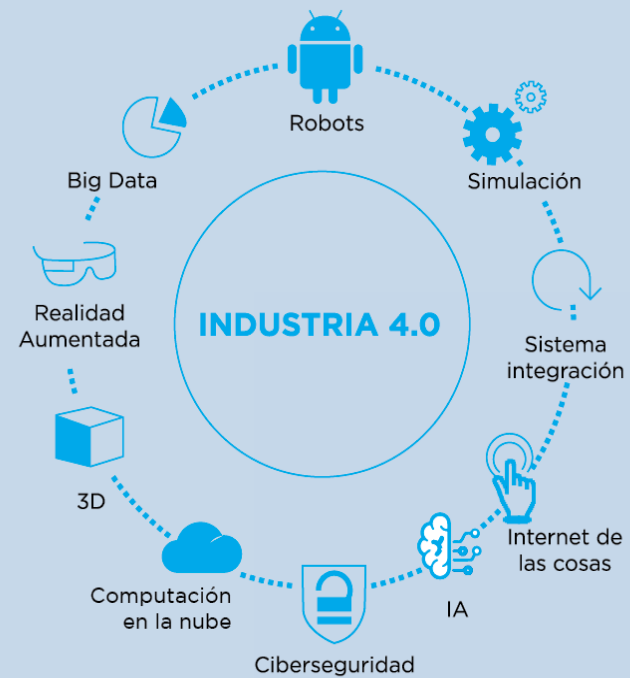 Robots
Simulación
Sistema
integración
Internet de
las cosas
IA
Ciberseguridad
Computación
en la nube
3D
Realidad
Aumentada
Big Data
INDUSTRIA 4.0